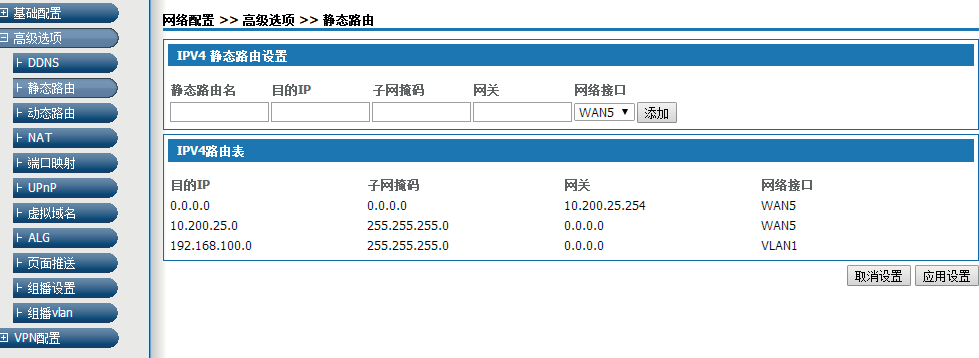 基础配置
高级选项
DDNS
静态路由
动态路由
NAT
端口映射
UPnP
虚拟域名
ALG
页面推送
组播设置
组播vlan
VPN配置
网络配置 >> 高级选项 >> 静态路由
IPV4 静态路由设置
静态路由名 目的IP 子网掩码 网关 网络接口
WAN5 添加
IPV4路由表
目的IP 子网掩码 网关 网络接口
0.0.0.0 0.0.0.0 10.200.25.254 WAN5
10.200.25.0 255.255.255.0 0.0.0.0 WAN5
192.168.100.0 255.255.255.0 0.0.0.0 VLAN1
取消设置 应用设置